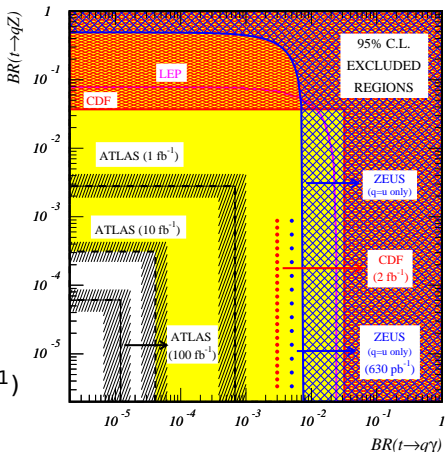 BR(t→qZ)
1
10⁻¹
10⁻²
10⁻³
10⁻⁴
10⁻⁵
95% C.L.
EXCLUDED
REGIONS
LEP
CDF
ATLAS (1 fb⁻¹)
ATLAS (10 fb⁻¹)
ATLAS
(100 fb⁻¹)
ZEUS
(q=u only)
CDF
(2 fb⁻¹)
ZEUS
(q=u only)
(630 pb⁻¹)
¹)
10⁻⁵
10⁻⁴
10⁻³
10⁻²
10⁻¹
1
BR(t→qγ)